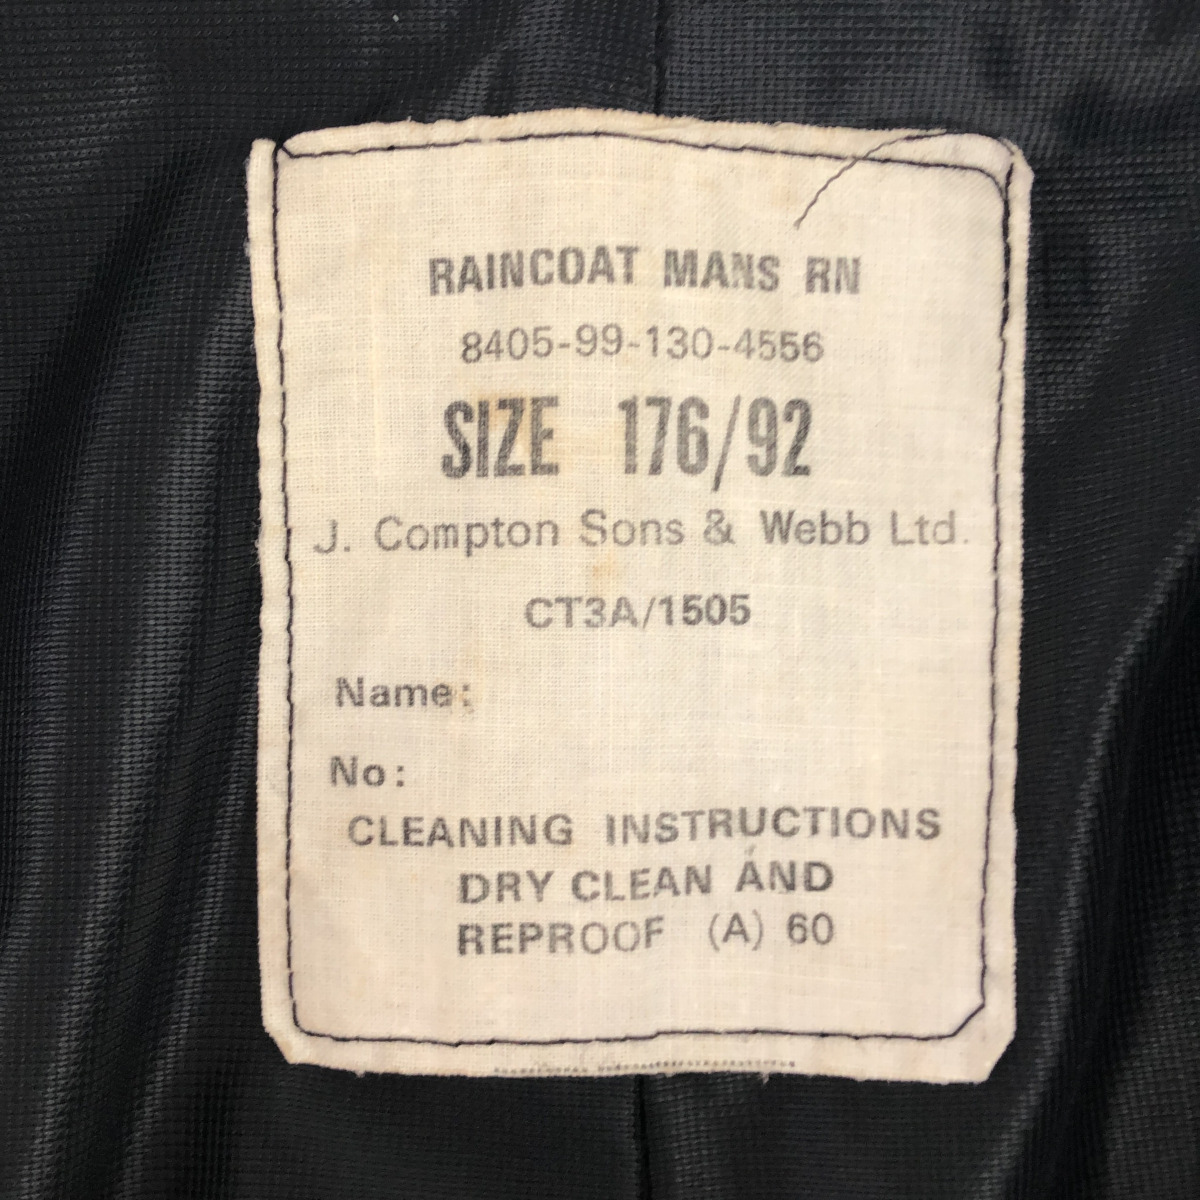 RAINCOAT MANS RN
8405-99-130-4556
SIZE 176/92
J. Compton Sons & Webb Ltd.
CT3A/1505
Name:
No:
CLEANING INSTRUCTIONS
DRY CLEAN AND
REPROOF (A) 60